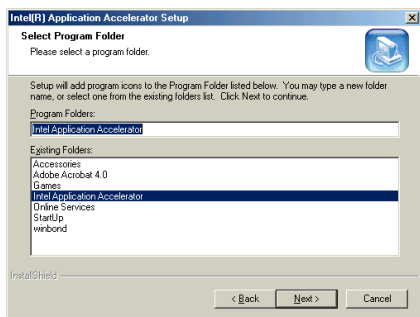 Intel(R) Application Accelerator Setup
Select Program Folder
Please select a program folder.
Setup will add program icons to the Program Folder listed below. You may type a new folder
name, or select one from the existing folders list. Click Next to continue.
Program Folders:
Intel Application Accelerator
Existing Folders:
Accessories
Adobe Acrobat 4.0
Games
Intel Application Accelerator
Online Services
StartUp
winbond
InstallShield
< Back
Next >
Cancel